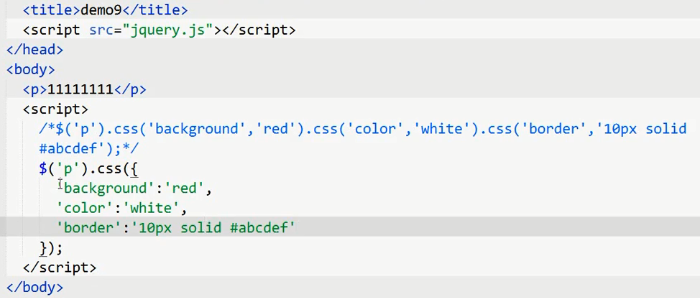 <title>demo9</title>
<script src="jquery.js"></script>
</head>
<body>
<p>11111111</p>
<script>
/*$('p').css('background','red').css('color','white').css('border','10px solid
#abcdef');*/
$('p').css({
'background':'red',
'color':'white',
'border':'10px solid #abcdef'
});
</script>
</body>